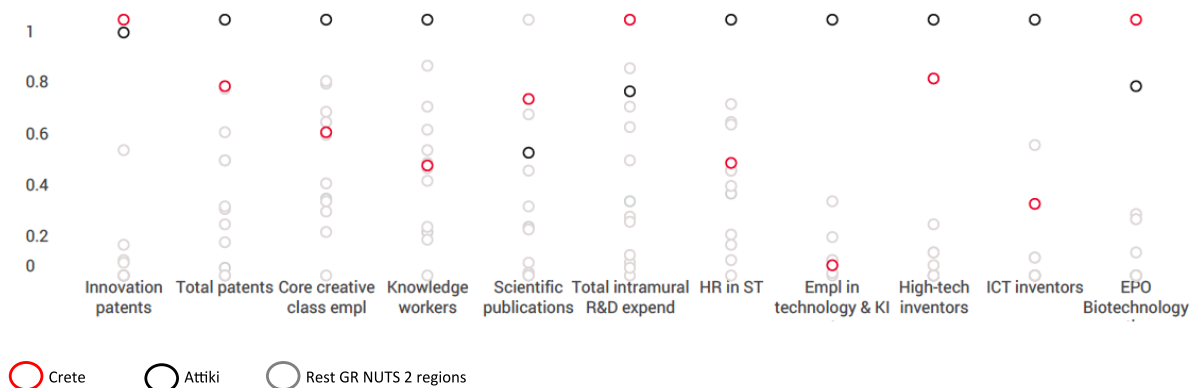 1
0.8
0.6
0.4
0.2
0
Innovation patents
Total patents
Core creative class empl
Knowledge workers
Scientific publications
Total intramural R&D expend
HR in ST
Empl in technology & KI
High-tech inventors
ICT inventors
EPO Biotechnology
Crete
Attiki
Rest GR NUTS 2 regions